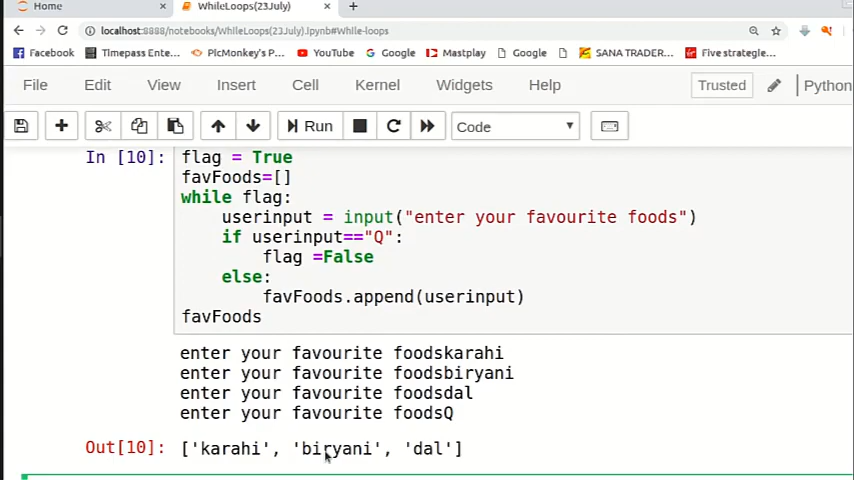 Home × WhileLoops(23July) × YouTube × +
localhost:8888/notebooks/WhileLoops(23July).ipynb#While-loops
Facebook Timepass Ente... PlcMonkey's P... YouTube Google Mastplay Google SANA TRADER... Five strategie...
File Edit View Insert Cell Kernel Widgets Help Trusted Python
Run Code
In [10]: flag = True
favFoods=[]
while flag:
userinput = input("enter your favourite foods")
if userinput=="Q":
flag =False
else:
favFoods.append(userinput)
favFoods
enter your favourite foodskarahi
enter your favourite foodsbiryani
enter your favourite foodsdal
enter your favourite foodsQ
Out[10]: ['karahi', 'biryani', 'dal']